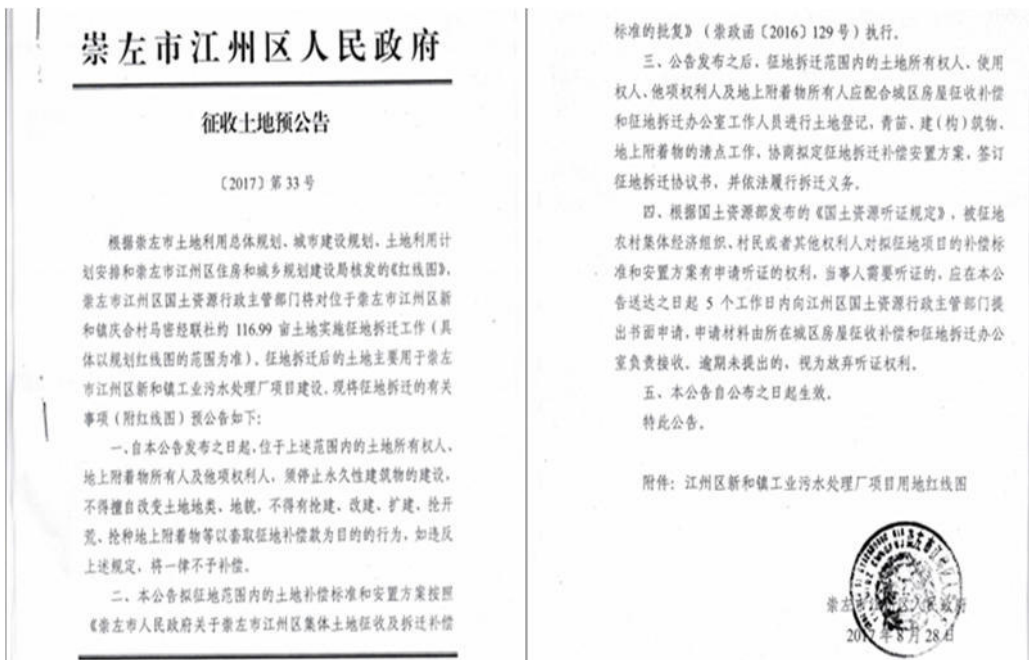 崇左市江州区人民政府
征收土地预公告
〔2017〕第33号
根据崇左市土地利用总体规划、城市建设规划、土地利用计
划安排和崇左市江州区住房和城乡规划建设局核发的《红线图》,
崇左市江州区国土资源行政主管部门将对位于崇左市江州区新
和镇庆合村马密经联社约 116.99 亩土地实施征地拆迁工作(具
体以规划红线图的范围为准)。征地拆迁后的土地主要用于崇左
市江州区新和镇工业污水处理厂项目建设。现将征地拆迁的有关
事项(附红线图)预公告如下:
一、自本公告发布之日起,位于上述范围内的土地所有权人、
地上附着物所有人及他项权利人,须停止永久性建筑物的建设,
不得擅自改变土地地类、地貌,不得有抢建、改建、扩建、抢开
荒、抢种地上附着物等以套取征地补偿款为目的的行为,如违反
上述规定,将一律不予补偿。
二、本公告拟征地范围内的土地补偿标准和安置方案按照
《崇左市人民政府关于崇左市江州区集体土地征收及拆迁补偿
标准的批复》(崇政函〔2016〕129号)执行。
三、公告发布之后,征地拆迁范围内的土地所有权人、使用
权人、他项权利人及地上附着物所有人应配合城区房屋征收补偿
和征地拆迁办公室工作人员进行土地登记,青苗、建(构)筑物、
地上附着物的清点工作,协商拟定征地拆迁补偿安置方案,签订
征地拆迁协议书,并依法履行拆迁义务。
四、根据国土资源部发布的《国土资源听证规定》,被征地
农村集体经济组织、村民或者其他权利人对拟征地项目的补偿标
准和安置方案有申请听证的权利,当事人需要听证的,应在本公
告送达之日起 5 个工作日内向江州区国土资源行政主管部门提
出书面申请,申请材料由所在城区房屋征收补偿和征地拆迁办公
室负责接收。逾期未提出的,视为放弃听证权利。
五、本公告自公布之日起生效。
特此公告。
附件:江州区新和镇工业污水处理厂项目用地红线图
崇左市江州区人民政府
2017年8月28日